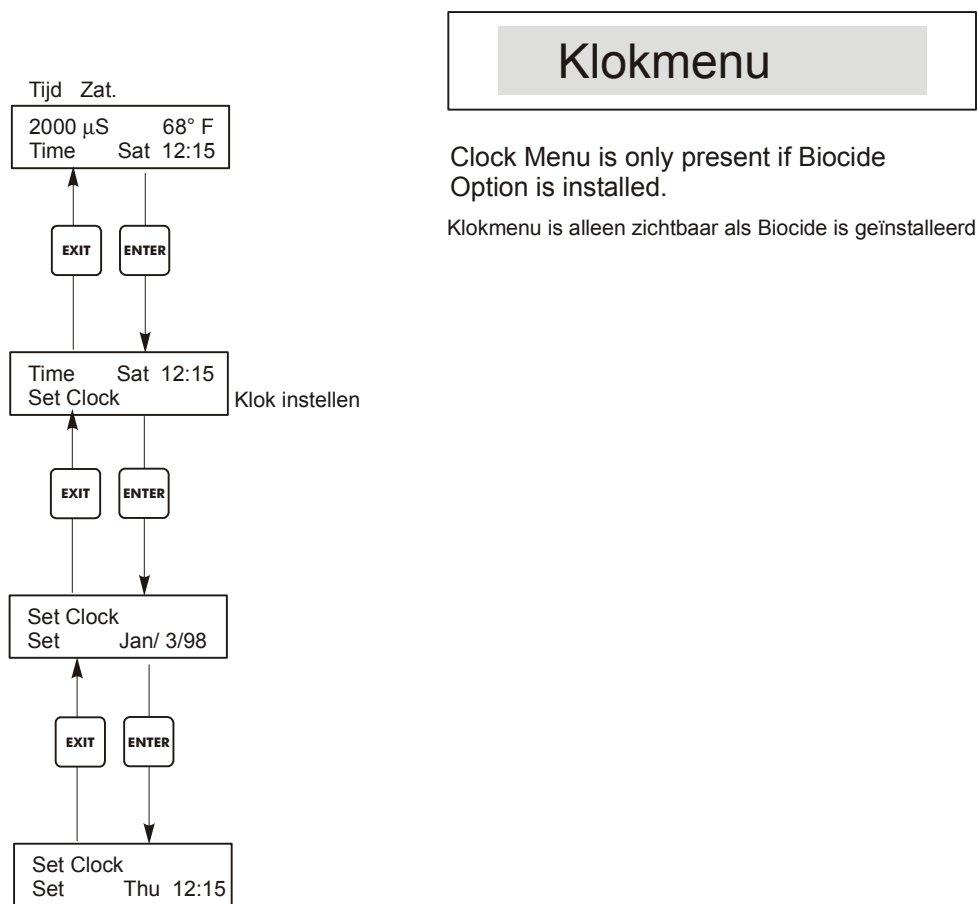 Klokmenu
Tijd Zat.
2000 μS 68° F
Time Sat 12:15
Clock Menu is only present if Biocide
Option is installed.
Klokmenu is alleen zichtbaar als Biocide is geïnstalleerd
EXIT ENTER
Time Sat 12:15
Set Clock
Klok instellen
EXIT ENTER
Set Clock
Set Jan/ 3/98
EXIT ENTER
Set Clock
Set Thu 12:15